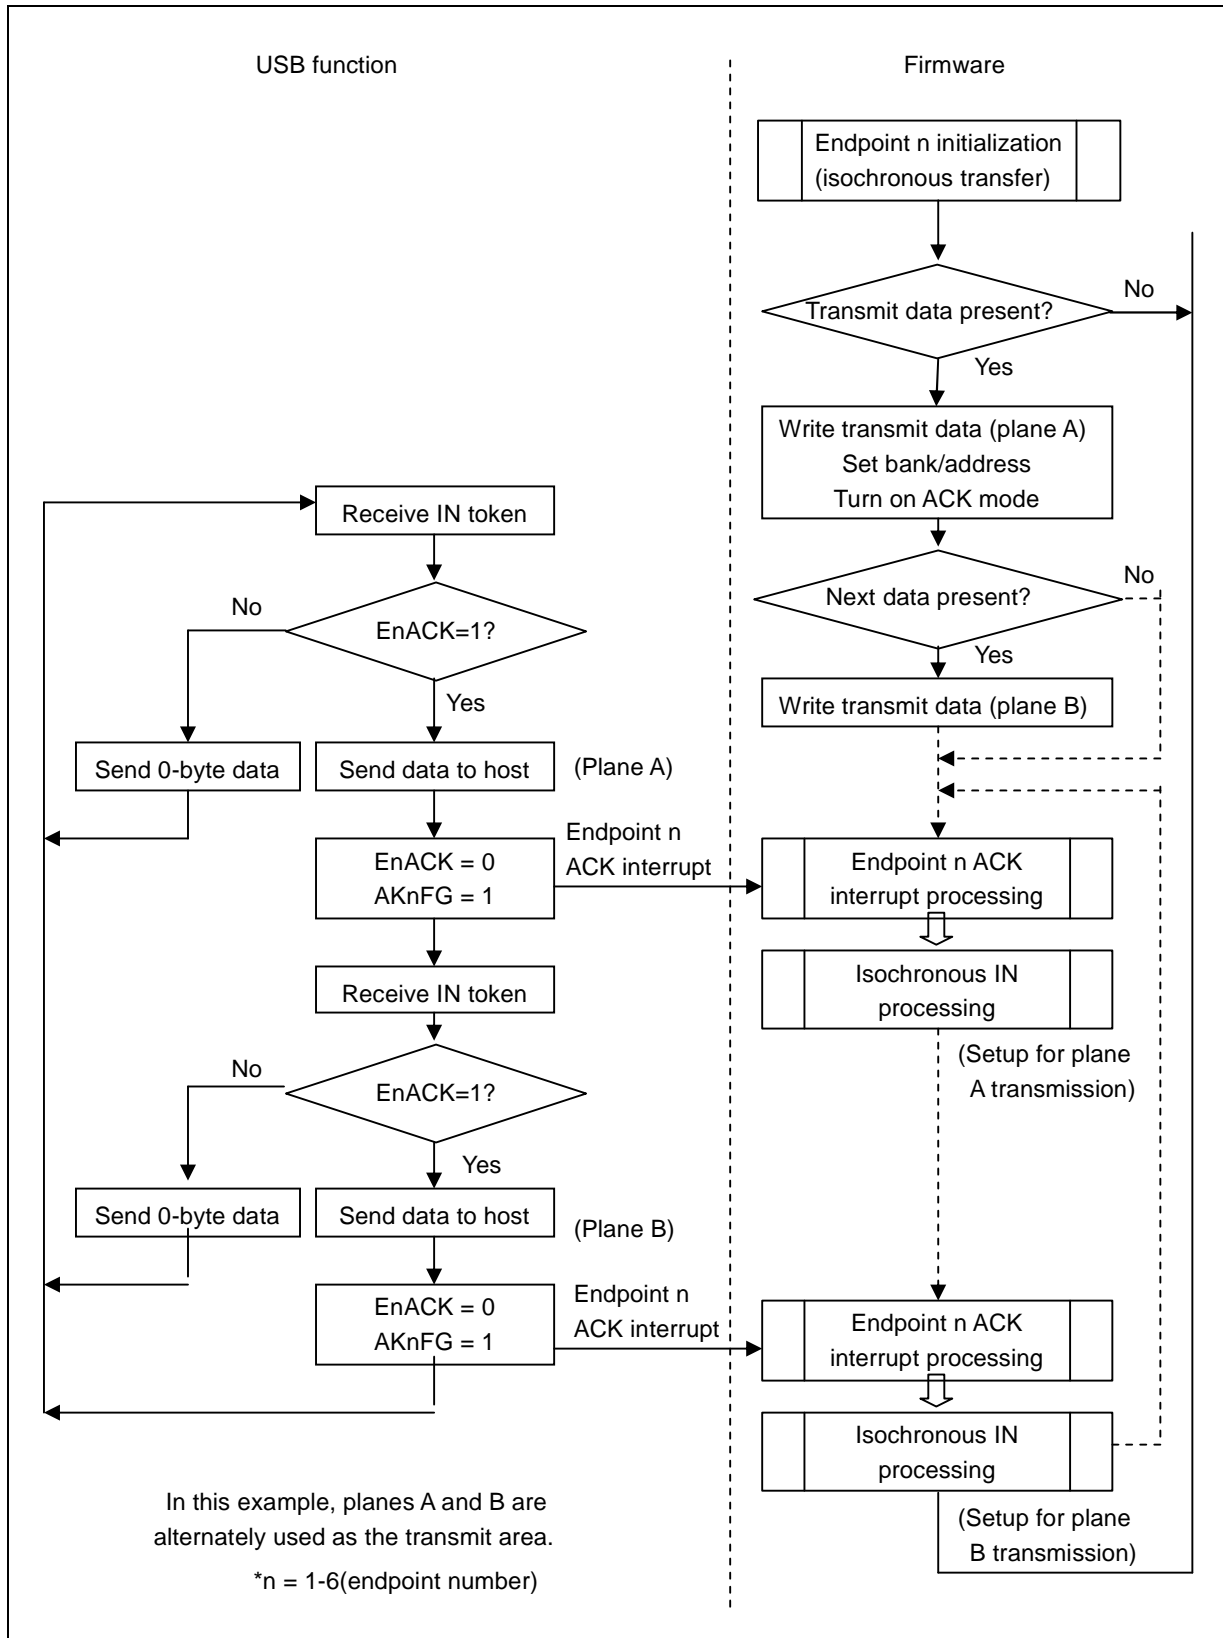 USB function
Firmware
Endpoint n initialization
(isochronous transfer)
Transmit data present?
No
Yes
Write transmit data (plane A)
Set bank/address
Turn on ACK mode
Next data present?
No
Yes
Write transmit data (plane B)
Receive IN token
EnACK=1?
No
Yes
Send 0-byte data
Send data to host
(Plane A)
EnACK = 0
AKnFG = 1
Endpoint n
ACK interrupt
Endpoint n ACK
interrupt processing
Isochronous IN
processing
(Setup for plane
A transmission)
Receive IN token
EnACK=1?
No
Yes
Send 0-byte data
Send data to host
(Plane B)
EnACK = 0
AKnFG = 1
Endpoint n
ACK interrupt
Endpoint n ACK
interrupt processing
Isochronous IN
processing
(Setup for plane
B transmission)
In this example, planes A and B are
alternately used as the transmit area.
*n = 1-6(endpoint number)